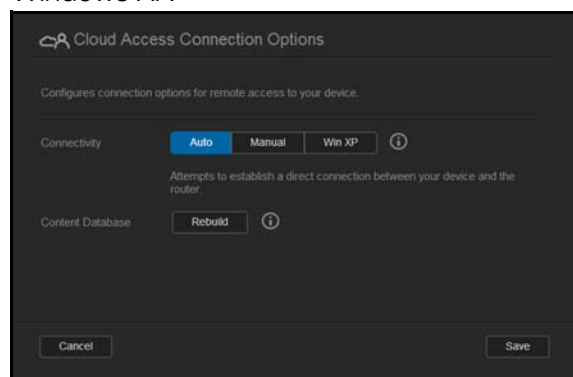 Cloud Access Connection Options
Configures connection options for remote access to your device.
Connectivity Auto Manual Win XP
Attempts to establish a direct connection between your device and the
router.
Content Database Rebuild
Cancel Save